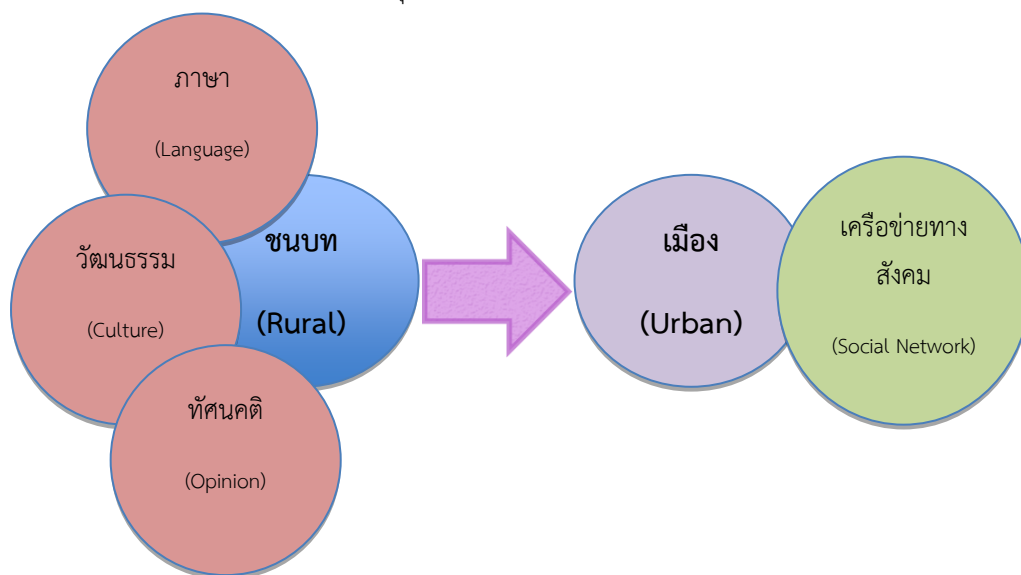 ภาษา
(Language)
วัฒนธรรม
(Culture)
ทัศนคติ
(Opinion)
ชนบท
(Rural)
เมือง
(Urban)
เครือข่ายทาง
สังคม
(Social Network)